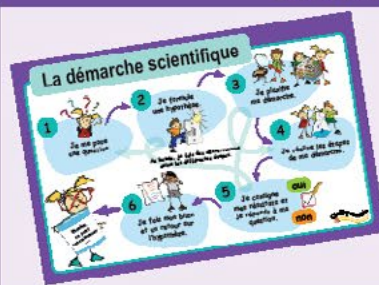 La démarche scientifique
1
Je me pose
une question
2
Je formule
une hypothèse.
3
Je planifie
ma démarche.
4
Je réalise les étapes
de ma démarche.
5
Je consigne
mes résultats et
je réponds à ma
question.
oui
non
6
Je fais mon bilan
et un retour sur
l'hypothèse.